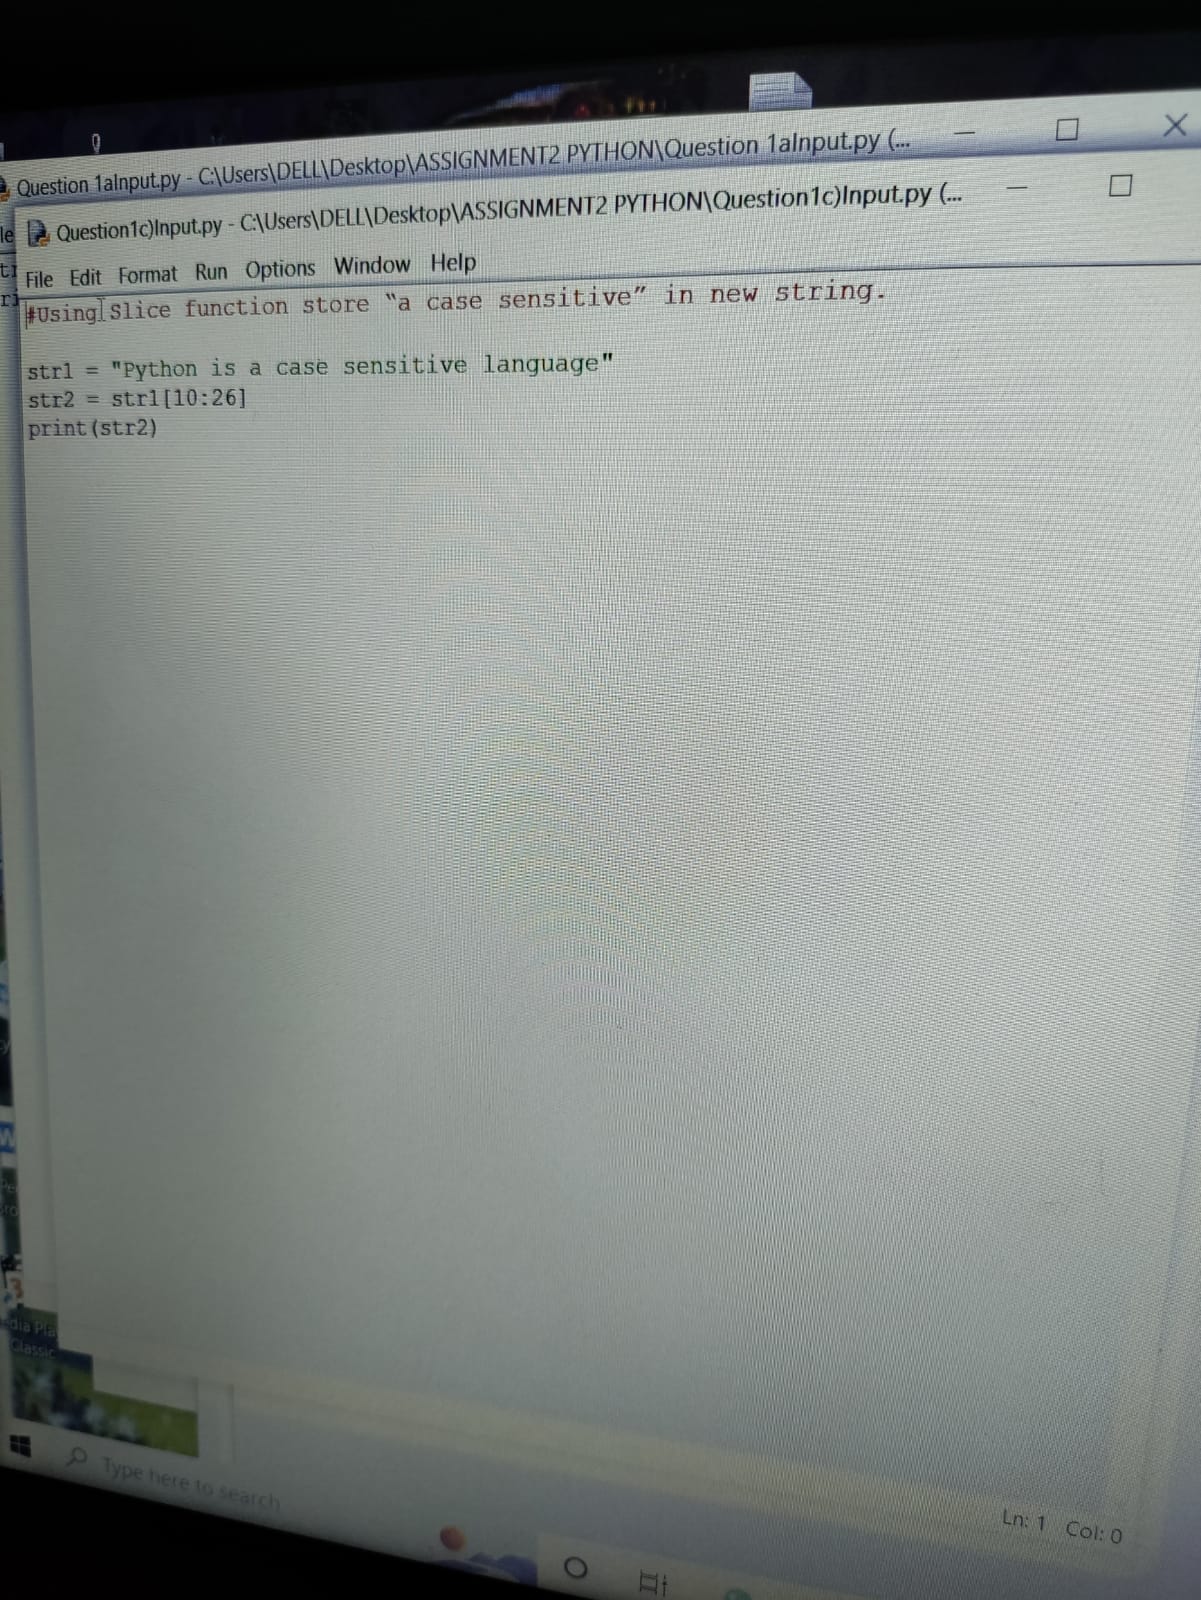 Question 1aInput.py - C:\Users\DELL\Desktop\ASSIGNMENT2 PYTHON\Question 1aInput.py (...
Question1c)Input.py - C:\Users\DELL\Desktop\ASSIGNMENT2 PYTHON\Question1c)Input.py (...
File Edit Format Run Options Window Help
#Using Slice function store “a case sensitive” in new string.
str1 = "Python is a case sensitive language"
str2 = str1[10:26]
print(str2)
Classic
Type here to search
Ln: 1 Col: 0